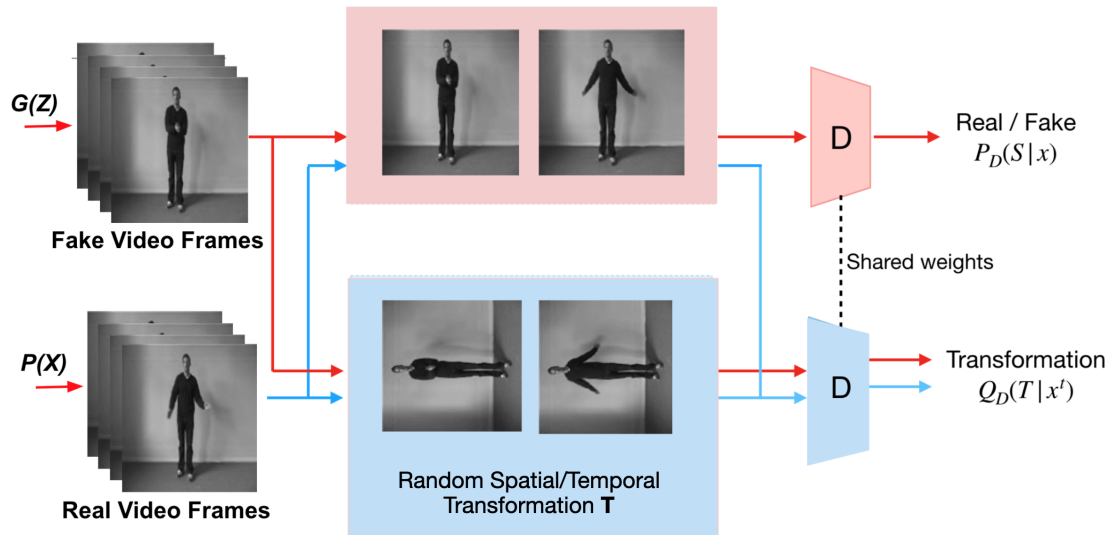 G(Z)
Fake Video Frames
P(X)
Real Video Frames
Random Spatial/Temporal
Transformation T
D
Real / Fake
P_D(S|x)
Shared weights
D
Transformation
Q_D(T|x^t)